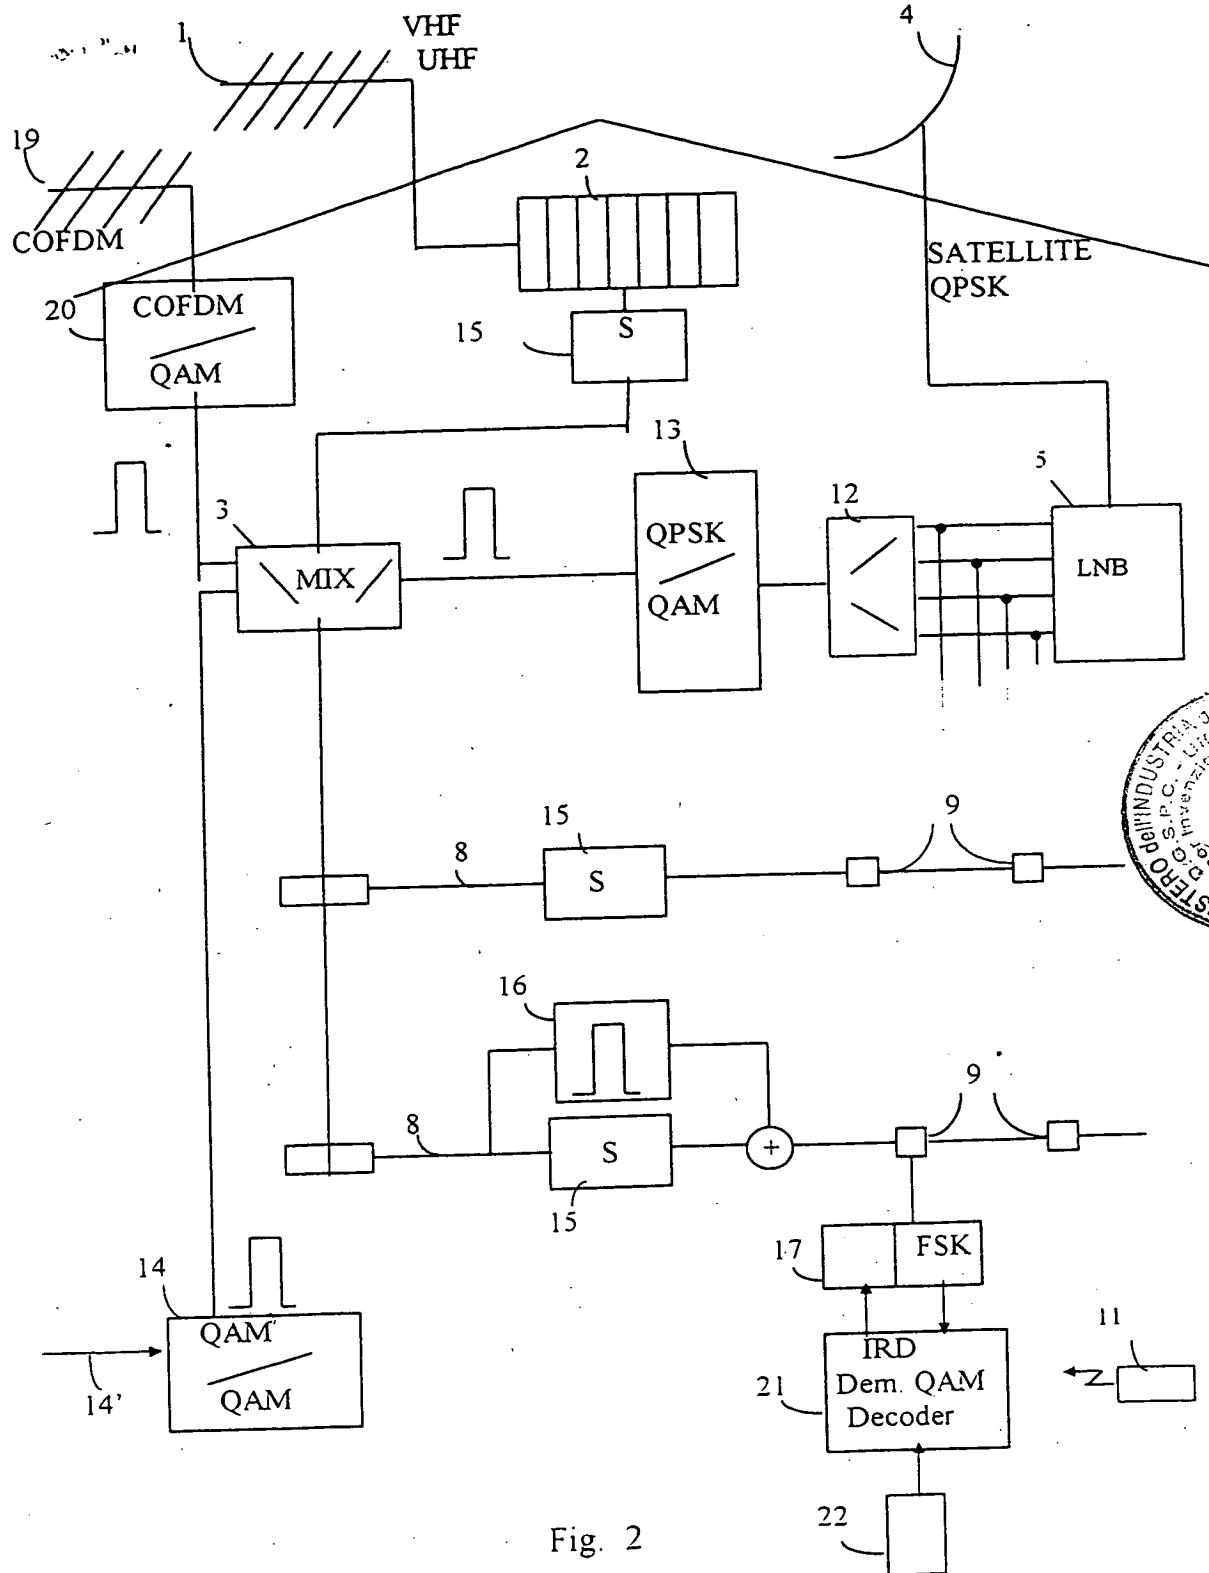 1
VHF
UHF
4
19
COFDM
2
SATELLITE
QPSK
20
COFDM
QAM
15
S
13
5
12
3
QPSK
QAM
MIX
LNB
15
9
8
S
dell'INDUSTRIA
D.G.S.P.C. -
16
9
8
S
+
15
17
FSK
14
QAM'
QAM
14'
11
21
IRD
Dem. QAM
Decoder
22
Fig. 2